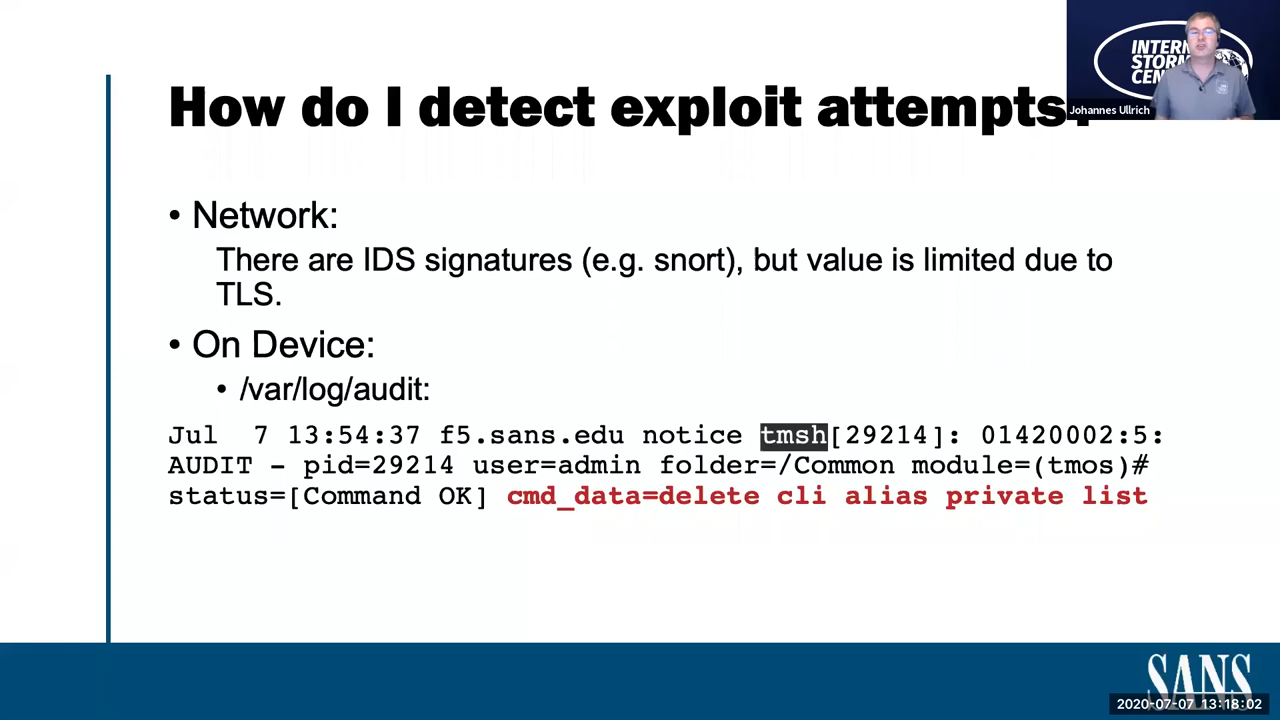 How do I detect exploit attempts?
INTERN
STORM
CEN
Johannes Ullrich
• Network:
There are IDS signatures (e.g. snort), but value is limited due to
TLS.
• On Device:
• /var/log/audit:
Jul  7 13:54:37 f5.sans.edu notice tmsh[29214]: 01420002:5:
AUDIT - pid=29214 user=admin folder=/Common module=(tmos)#
status=[Command OK] cmd_data=delete cli alias private list
SANS
2020-07-07 13:18:02